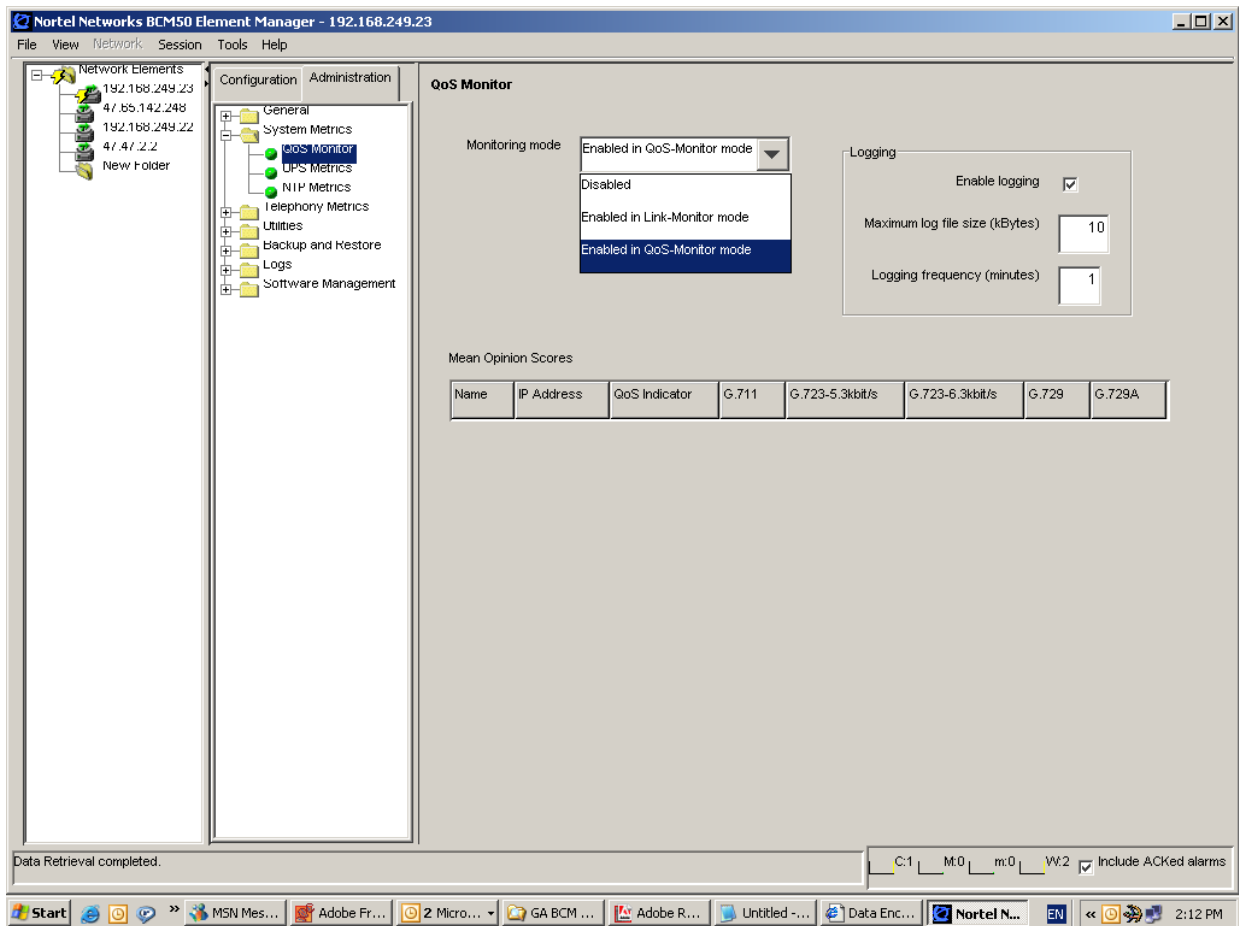 Nortel Networks BCM50 Element Manager - 192.168.249.23
File View Network Session Tools Help
Network Elements
192.168.249.23
47.65.142.248
192.168.249.22
47.47.2.2
New Folder
Configuration Administration
General
System Metrics
QoS Monitor
UPS Metrics
NTP Metrics
Telephony Metrics
Utilities
Backup and Restore
Logs
Software Management
QoS Monitor
Monitoring mode Enabled in QoS-Monitor mode
Disabled
Enabled in Link-Monitor mode
Enabled in QoS-Monitor mode
Logging
Enable logging
Maximum log file size (kBytes) 10
Logging frequency (minutes) 1
Mean Opinion Scores
Name IP Address QoS Indicator G.711 G.723-5.3kbit/s G.723-6.3kbit/s G.729 G.729A
Data Retrieval completed.
C:1 M:0 m:0 W:2 Include ACKed alarms
Start » MSN Mes... Adobe Fr... 2 Micro... GA BCM ... Adobe R... Untitled -... Data Enc... Nortel N... EN « 2:12 PM